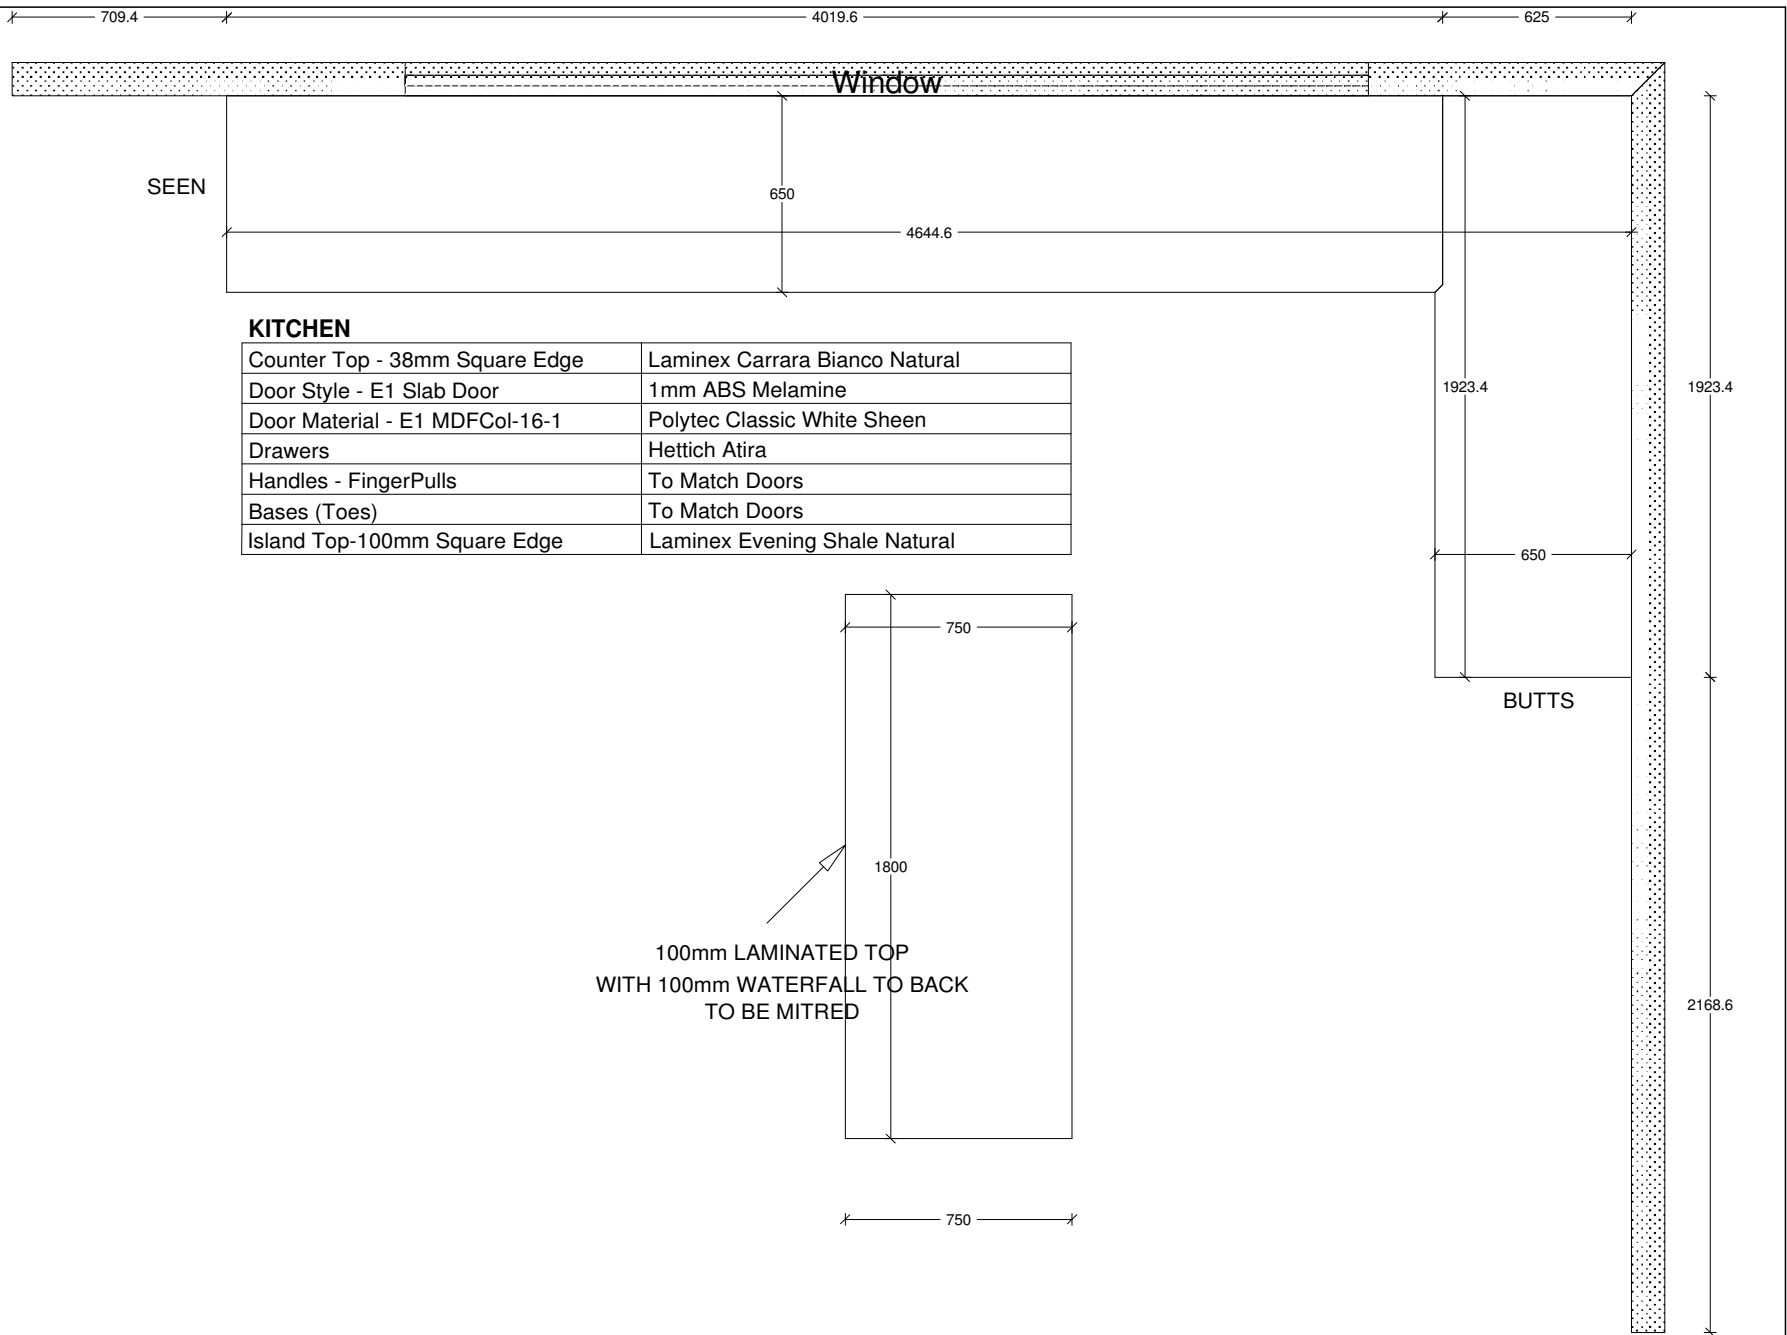 709.4 4019.6 625
Window
SEEN
650
4644.6
KITCHEN
Counter Top - 38mm Square Edge Laminex Carrara Bianco Natural
Door Style - E1 Slab Door 1mm ABS Melamine
Door Material - E1 MDFCol-16-1 Polytec Classic White Sheen
Drawers Hettich Atira
Handles - FingerPulls To Match Doors
Bases (Toes) To Match Doors
Island Top-100mm Square Edge Laminex Evening Shale Natural
1923.4 1923.4
650
750
BUTTS
1800
100mm LAMINATED TOP
WITH 100mm WATERFALL TO BACK
TO BE MITRED
2168.6
750